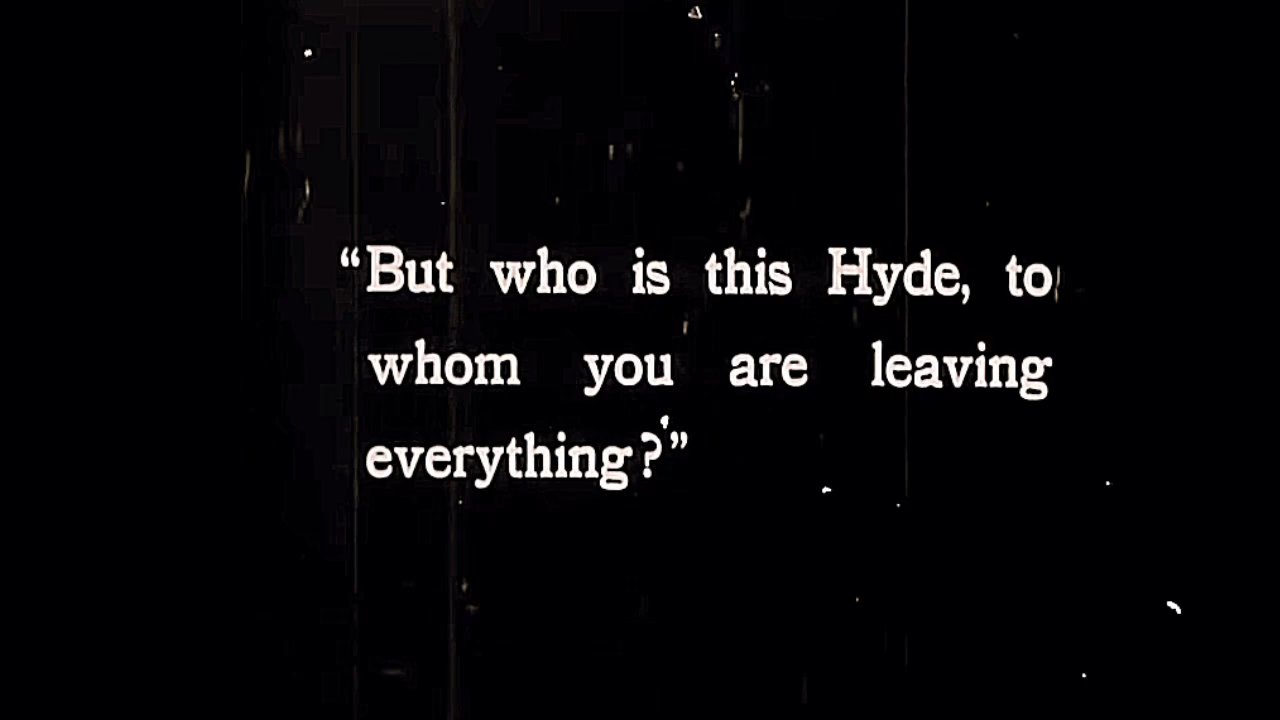 “But who is this Hyde, to
whom you are leaving
everything?”